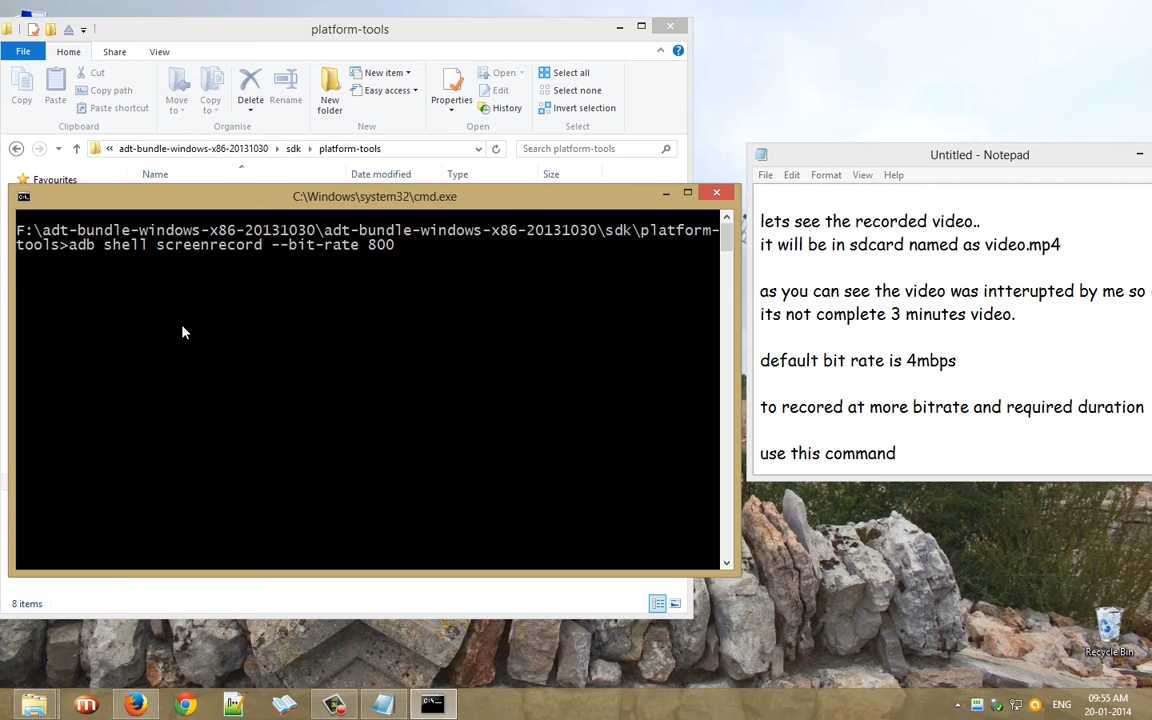 platform-tools
File Home Share View
Copy
Paste
Cut
Copy path
Paste shortcut
Clipboard
Move to
Copy to
Delete
Rename
Organise
New folder
New item
Easy access
New
Properties
Open
Edit
History
Open
Select all
Select none
Invert selection
Select
« adt-bundle-windows-x86-20131030 sdk platform-tools
Search platform-tools
Favourites
Name Date modified Type Size
C:\Windows\system32\cmd.exe
F:\adt-bundle-windows-x86-20131030\adt-bundle-windows-x86-20131030\sdk\platform-
tools>adb shell screenrecord --bit-rate 800
8 items
Untitled - Notepad
File Edit Format View Help
lets see the recorded video..
it will be in sdcard named as video.mp4
as you can see the video was intterupted by me so
its not complete 3 minutes video.
default bit rate is 4mbps
to recored at more bitrate and required duration
use this command
Recycle Bin
ENG
09:55 AM
20-01-2014